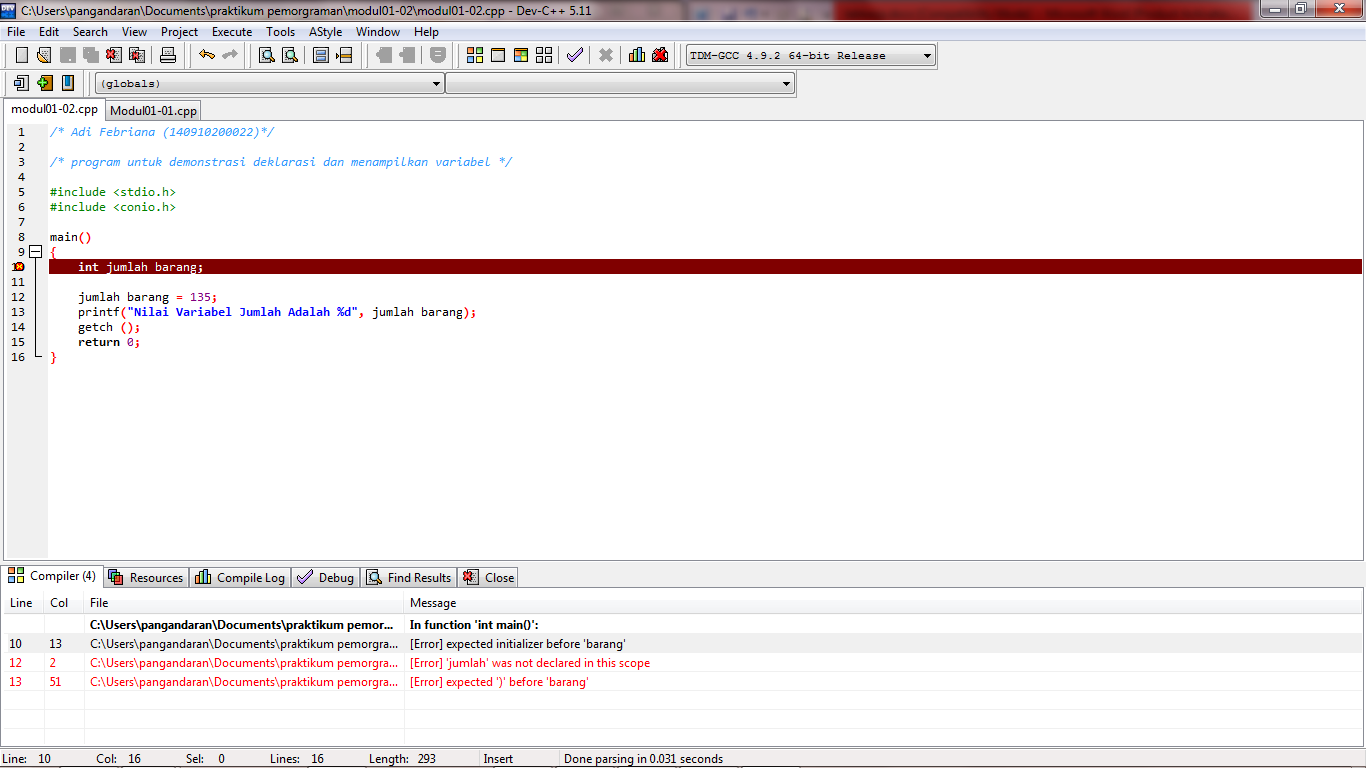 C:\Users\pangandaran\Documents\praktikum pemorgraman\modul01-02\modul01-02.cpp - Dev-C++ 5.11
File Edit Search View Project Execute Tools AStyle Window Help
TDM-GCC 4.9.2 64-bit Release
(globals)
modul01-02.cpp Modul01-01.cpp
1 /* Adi Febriana (140910200022)*/
2
3 /* program untuk demonstrasi deklarasi dan menampilkan variabel */
4
5 #include <stdio.h>
6 #include <conio.h>
7
8 main()
9 {
int jumlah barang;
11
12 jumlah barang = 135;
13 printf("Nilai Variabel Jumlah Adalah %d", jumlah barang);
14 getch ();
15 return 0;
16 }
Compiler (4) Resources Compile Log Debug Find Results Close
Line Col File Message
C:\Users\pangandaran\Documents\praktikum pemor... In function 'int main()':
10 13 C:\Users\pangandaran\Documents\praktikum pemorgra... [Error] expected initializer before 'barang'
12 2 C:\Users\pangandaran\Documents\praktikum pemorgra... [Error] 'jumlah' was not declared in this scope
13 51 C:\Users\pangandaran\Documents\praktikum pemorgra... [Error] expected ')' before 'barang'
Line: 10 Col: 16 Sel: 0 Lines: 16 Length: 293 Insert Done parsing in 0.031 seconds